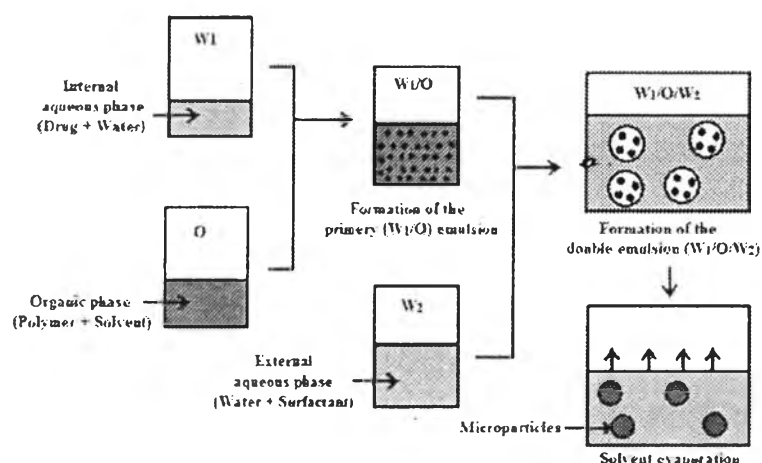 W1
Internal
aqueous phase
(Drug + Water)
W1/O
Formation of the
primery (W1/O) emulsion
W1/O/W2
Formation of the
double emulsion (W1/O/W2)
O
Organic phase
(Polymer + Solvent)
W2
External
aqueous phase
(Water + Surfactant)
Microparticles
Solvent evaporation